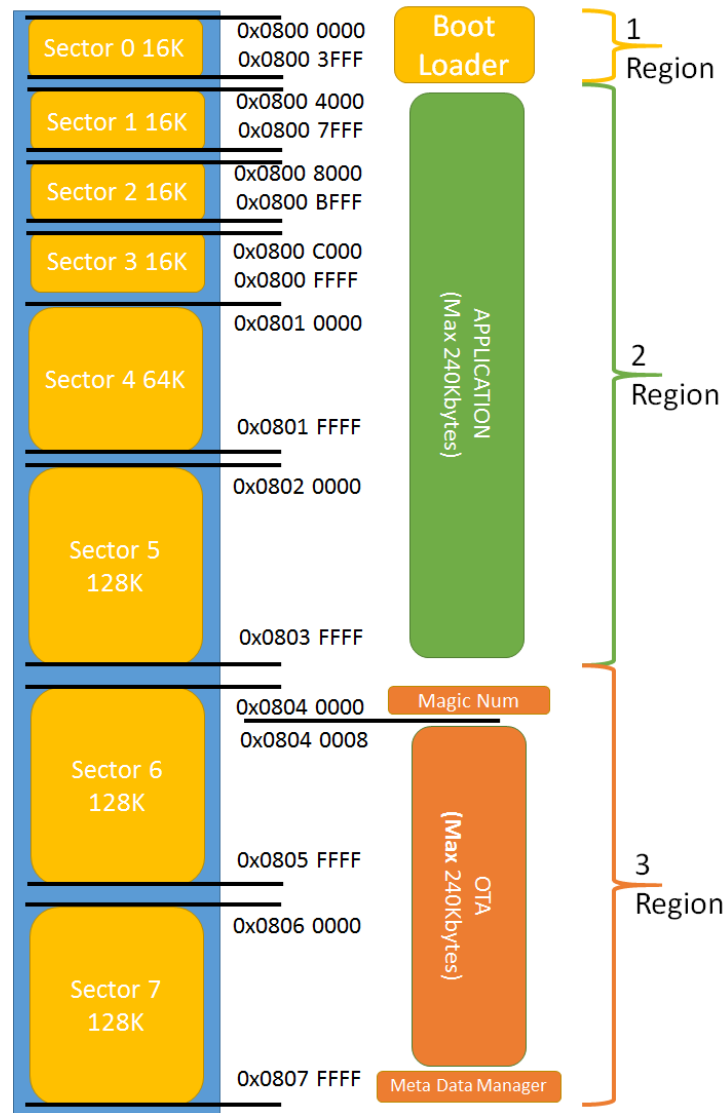 Sector 0 16K
0x0800 0000
0x0800 3FFF
Boot
Loader
1
Region
Sector 1 16K
0x0800 4000
0x0800 7FFF
Sector 2 16K
0x0800 8000
0x0800 BFFF
Sector 3 16K
0x0800 C000
0x0800 FFFF
Sector 4 64K
0x0801 0000
0x0801 FFFF
Sector 5
128K
0x0802 0000
0x0803 FFFF
APPLICATION
(Max 240Kbytes)
2
Region
Sector 6
128K
0x0804 0000
0x0804 0008
0x0805 FFFF
Magic Num
Sector 7
128K
0x0806 0000
0x0807 FFFF
OTA
(Max 240Kbytes)
Meta Data Manager
3
Region